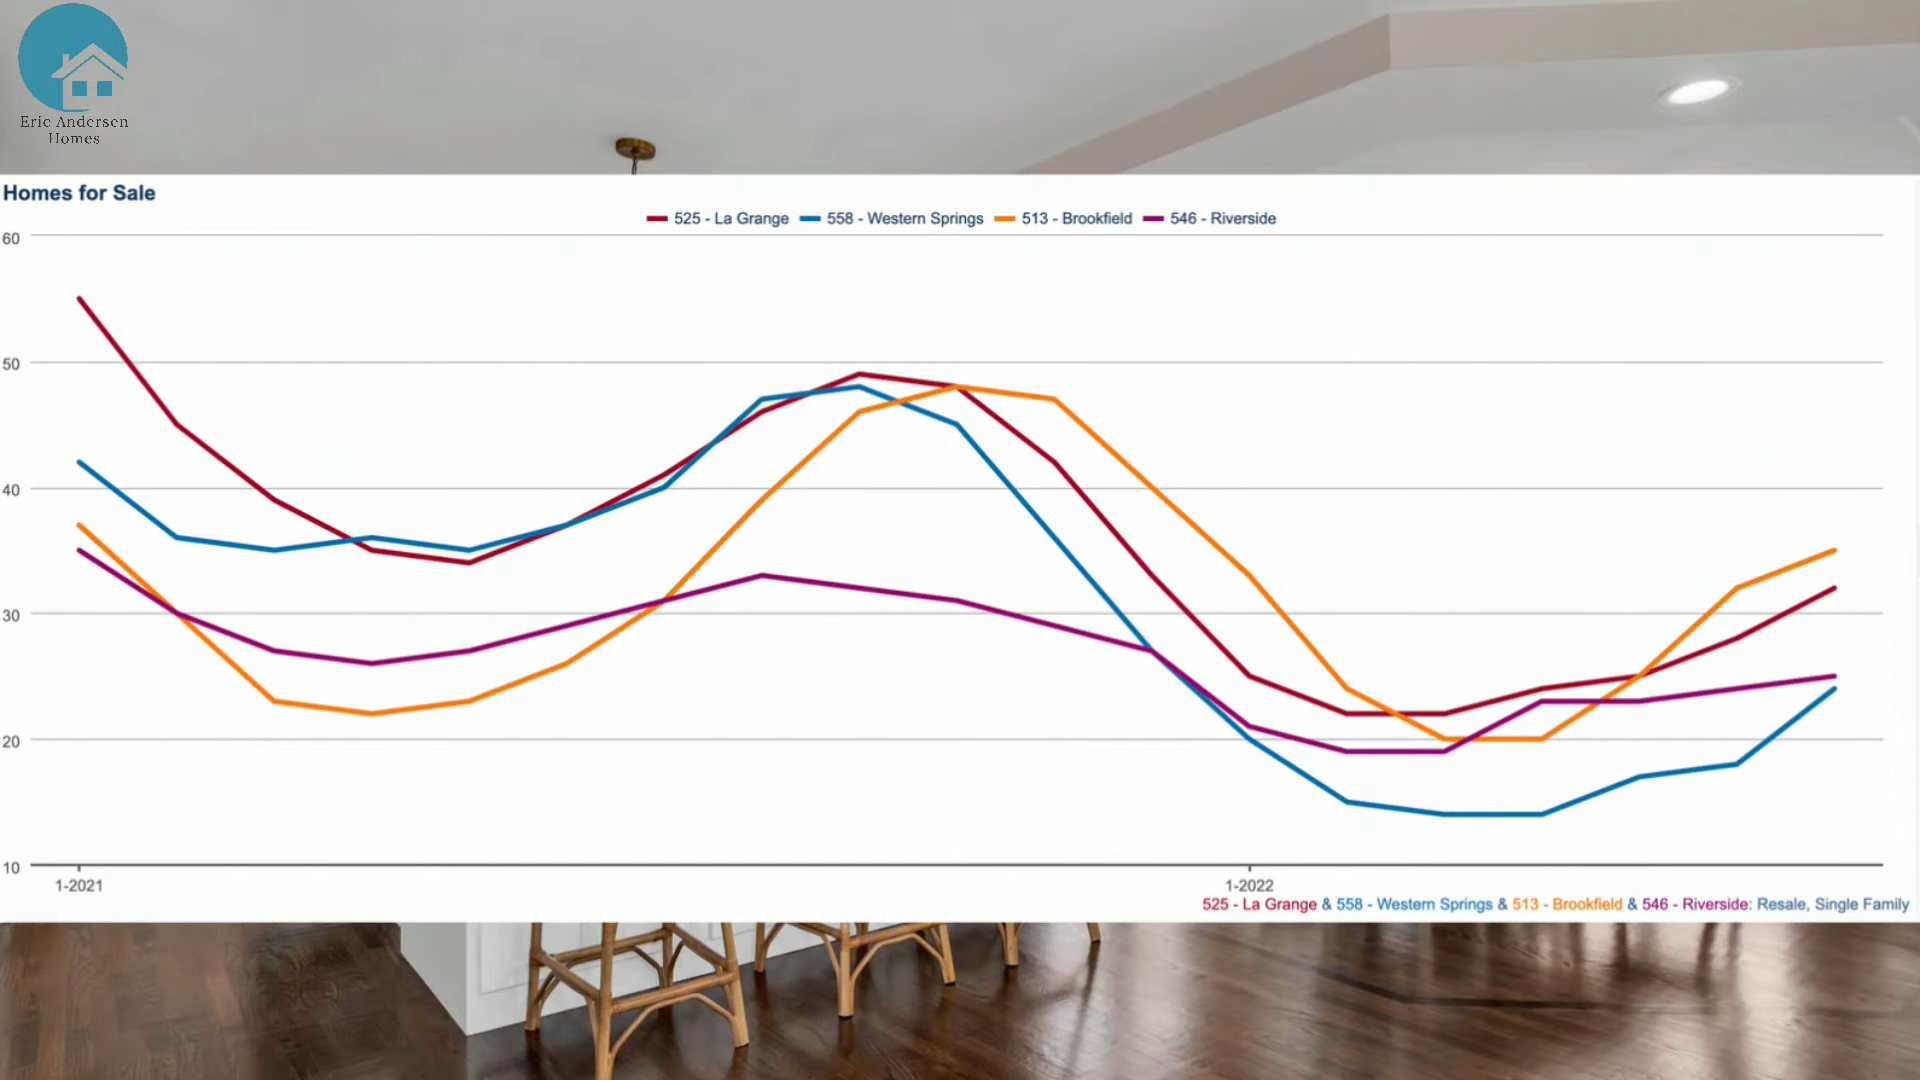 Eric Andersen
Homes
Homes for Sale
525 - La Grange 558 - Western Springs 513 - Brookfield 546 - Riverside
60
50
40
30
20
10
1-2021 1-2022
525 - La Grange & 558 - Western Springs & 513 - Brookfield & 546 - Riverside: Resale, Single Family